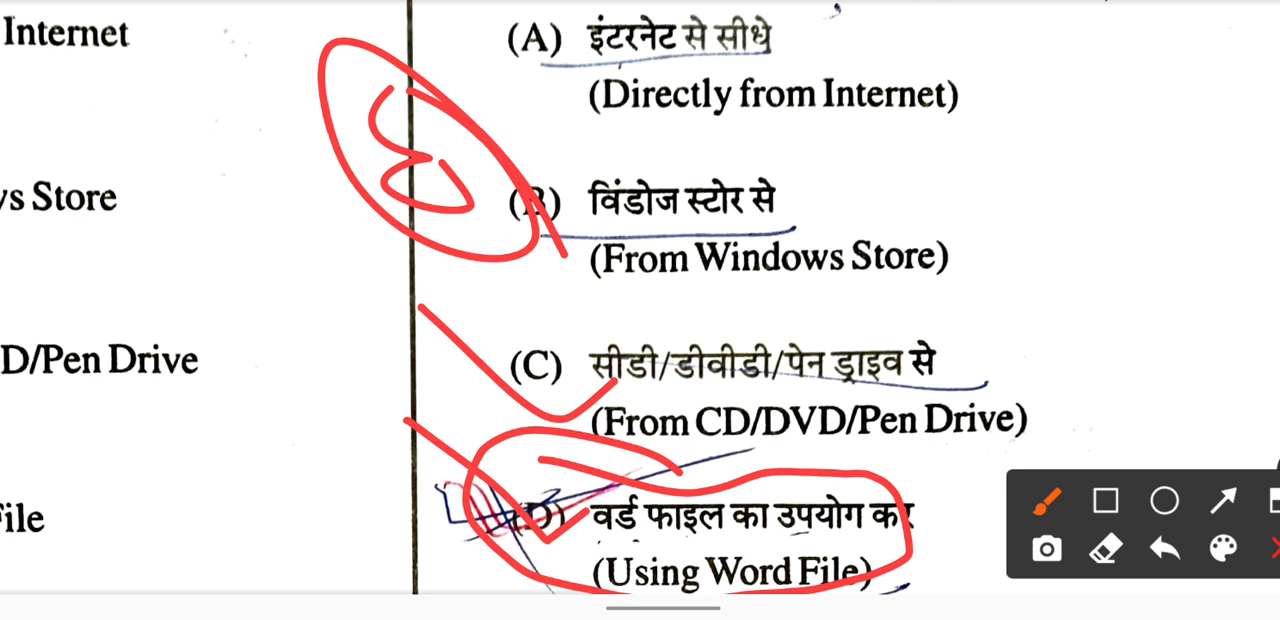 Internet
(A) इंटरनेट से सीधे
(Directly from Internet)
s Store
(B) विंडोज स्टोर से
(From Windows Store)
D/Pen Drive
(C) सीडी/डीवीडी/पेन ड्राइव से
(From CD/DVD/Pen Drive)
ile
(D) वर्ड फाइल का उपयोग कर
(Using Word File)